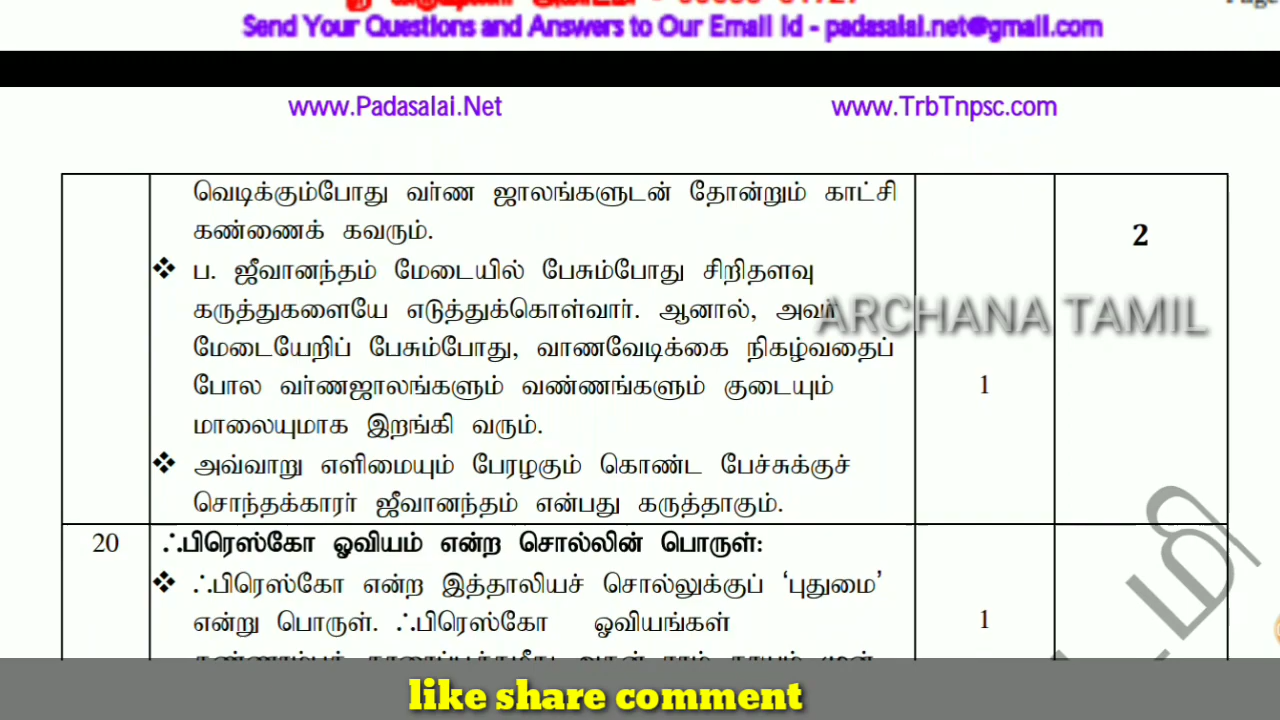 Send Your Questions and Answers to Our Email Id - padasalai.net@gmail.com
www.Padasalai.Net www.TrbTnpsc.com
வெடிக்கும்போது வர்ண ஜாலங்களுடன் தோன்றும் காட்சி
கண்ணைக் கவரும்.
2
❖ ப. ஜீவானந்தம் மேடையில் பேசும்போது சிறிதளவு
கருத்துகளையே எடுத்துக்கொள்வார். ஆனால், அவர்
ARCHANA TAMIL
மேடையேறிப் பேசும்போது, வாணவேடிக்கை நிகழ்வதைப்
போல வர்ணஜாலங்களும் வண்ணங்களும் குடையும் 1
மாலையுமாக இறங்கி வரும்.
❖ அவ்வாறு எளிமையும் பேரழகும் கொண்ட பேச்சுக்குச்
சொந்தக்காரர் ஜீவானந்தம் என்பது கருத்தாகும்.
20 ஃபிரெஸ்கோ ஓவியம் என்ற சொல்லின் பொருள்:
❖ ஃபிரெஸ்கோ என்ற இத்தாலியச் சொல்லுக்குப் ‘புதுமை’
என்று பொருள். ஃபிரெஸ்கோ ஓவியங்கள் 1
like share comment